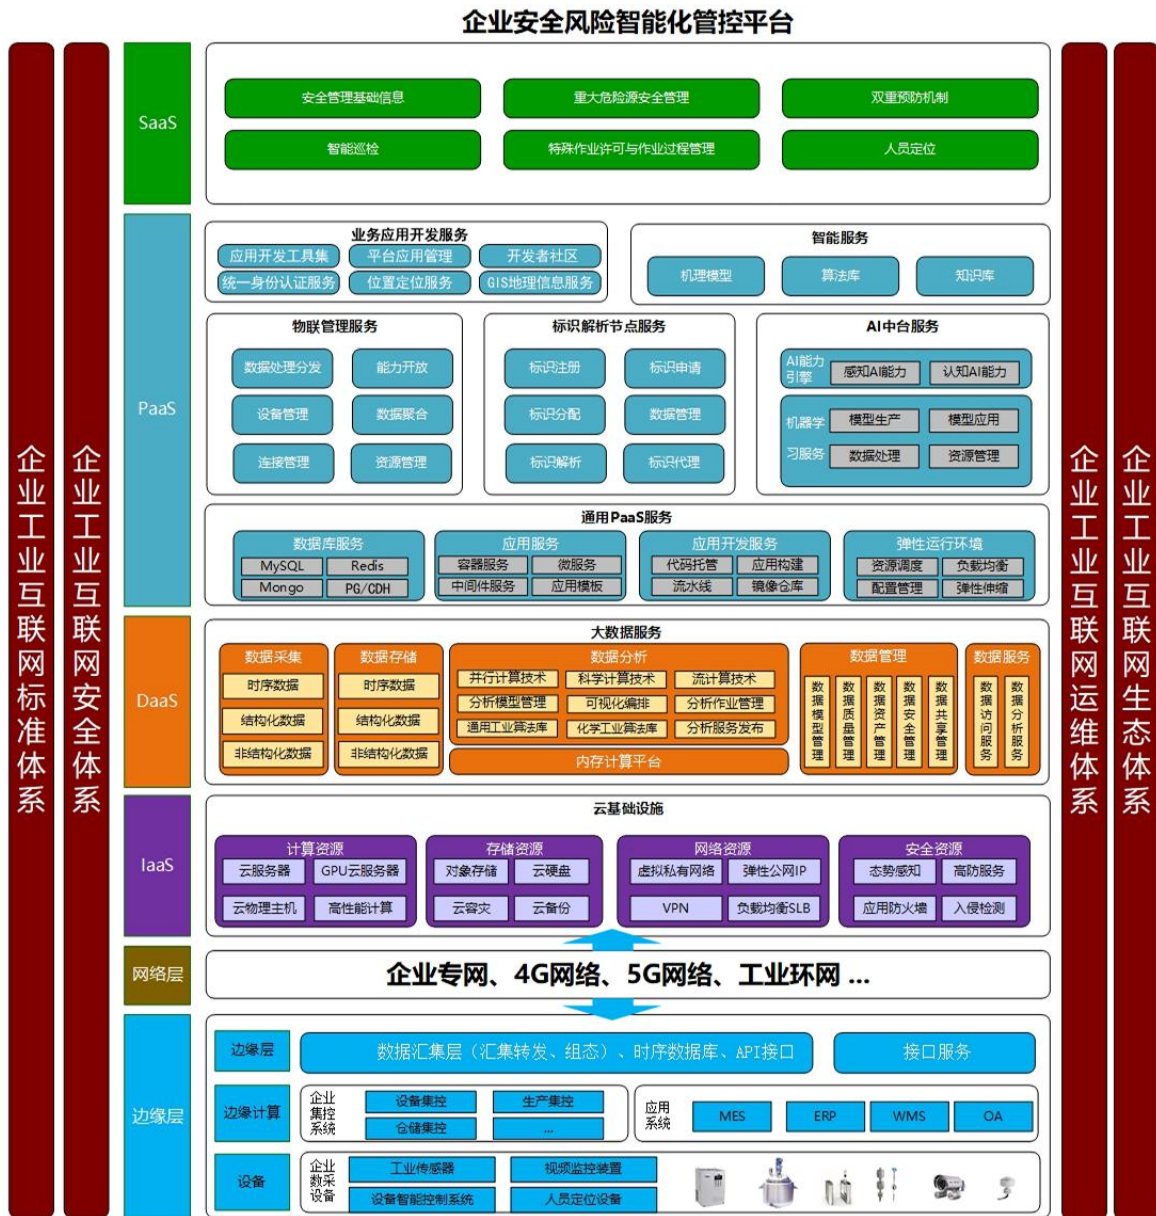 企业安全风险智能化管控平台
企业工业互联网标准体系
企业工业互联网安全体系
SaaS
安全管理基础信息
重大危险源安全管理
双重预防机制
智能巡检
特殊作业许可与作业过程管理
人员定位
PaaS
业务应用开发服务
应用开发工具集
平台应用管理
开发者社区
统一身份认证服务
位置定位服务
GIS地理信息服务
智能服务
机理模型
算法库
知识库
物联管理服务
数据处理分发
能力开放
设备管理
数据聚合
连接管理
资源管理
标识解析节点服务
标识注册
标识申请
标识分配
数据管理
标识解析
标识代理
AI中台服务
AI能力
引擎
感知AI能力
认知AI能力
机器学
习服务
模型生产
模型应用
数据处理
资源管理
通用PaaS服务
数据库服务
MySQL
Redis
Mongo
PG/CDH
应用服务
容器服务
微服务
中间件服务
应用模板
应用开发服务
代码托管
应用构建
流水线
镜像仓库
弹性运行环境
资源调度
负载均衡
配置管理
弹性伸缩
DaaS
大数据服务
数据采集
时序数据
结构化数据
非结构化数据
数据存储
时序数据
结构化数据
非结构化数据
数据分析
并行计算技术
科学计算技术
流计算技术
分析模型管理
可视化编排
分析作业管理
通用工业算法库
化学工业算法库
分析服务发布
内存计算平台
数据管理
数据模型管理
数据质量管理
数据资产管理
数据安全管理
数据共享管理
数据服务
数据访问服务
数据分析服务
IaaS
云基础设施
计算资源
云服务器
GPU云服务器
云物理主机
高性能计算
存储资源
对象存储
云硬盘
云容灾
云备份
网络资源
虚拟私有网络
弹性公网IP
VPN
负载均衡SLB
安全资源
态势感知
高防服务
应用防火墙
入侵检测
网络层
企业专网、4G网络、5G网络、工业环网 ...
边缘层
边缘层
数据汇集层（汇集转发、组态）、时序数据库、API接口
接口服务
边缘计算
企业
集控
系统
设备集控
生产集控
仓储集控
...
应用
系统
MES
ERP
WMS
OA
设备
企业
数采
设备
工业传感器
视频监控装置
设备智能控制系统
人员定位设备
企业工业互联网运维体系
企业工业互联网生态体系